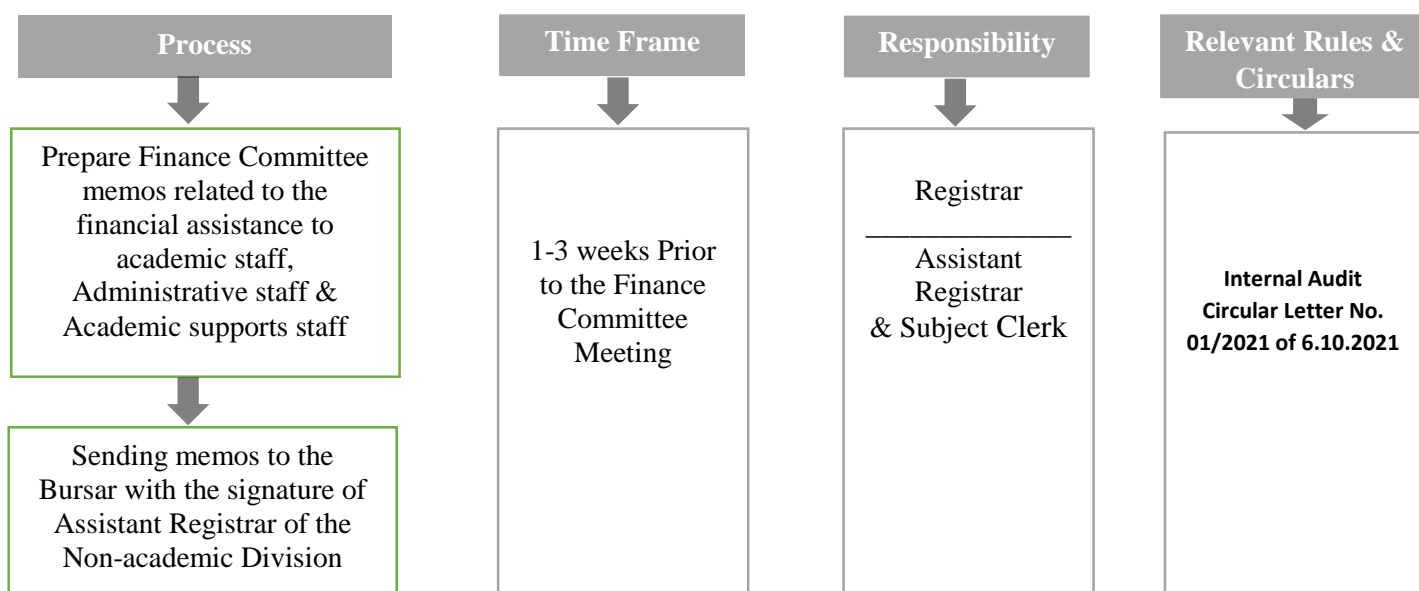 Process
Time Frame
Responsibility
Relevant Rules &
Circulars
Prepare Finance Committee
memos related to the
financial assistance to
academic staff,
Administrative staff &
Academic supports staff
Sending memos to the
Bursar with the signature of
Assistant Registrar of the
Non-academic Division
1-3 weeks Prior
to the Finance
Committee
Meeting
Registrar
______________
Assistant
Registrar
& Subject Clerk
Internal Audit
Circular Letter No.
01/2021 of 6.10.2021